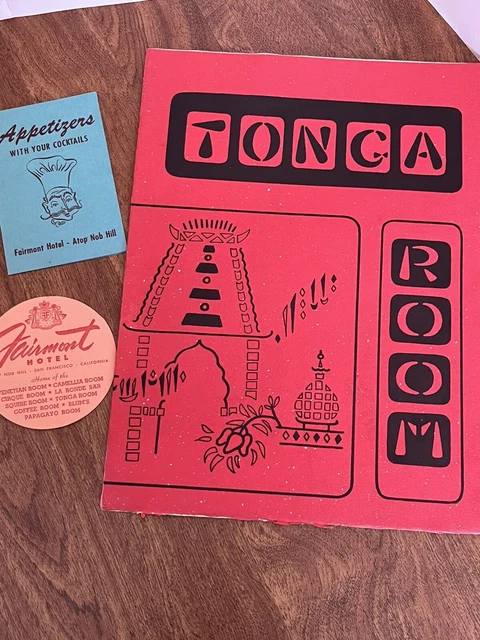 Appetizers
WITH YOUR COCKTAILS
Fairmont Hotel - Atop Nob Hill
TONGA
ROOM
Fairmont
HOTEL
NOB HILL · SAN FRANCISCO · CALIFORNIA
Home of the
VENETIAN ROOM • CAMELLIA ROOM
CIRQUE ROOM • LA RONDE BAR
SQUIRE ROOM • TONGA ROOM
COFFEE ROOM • BLUM'S
PAPAGAYO ROOM